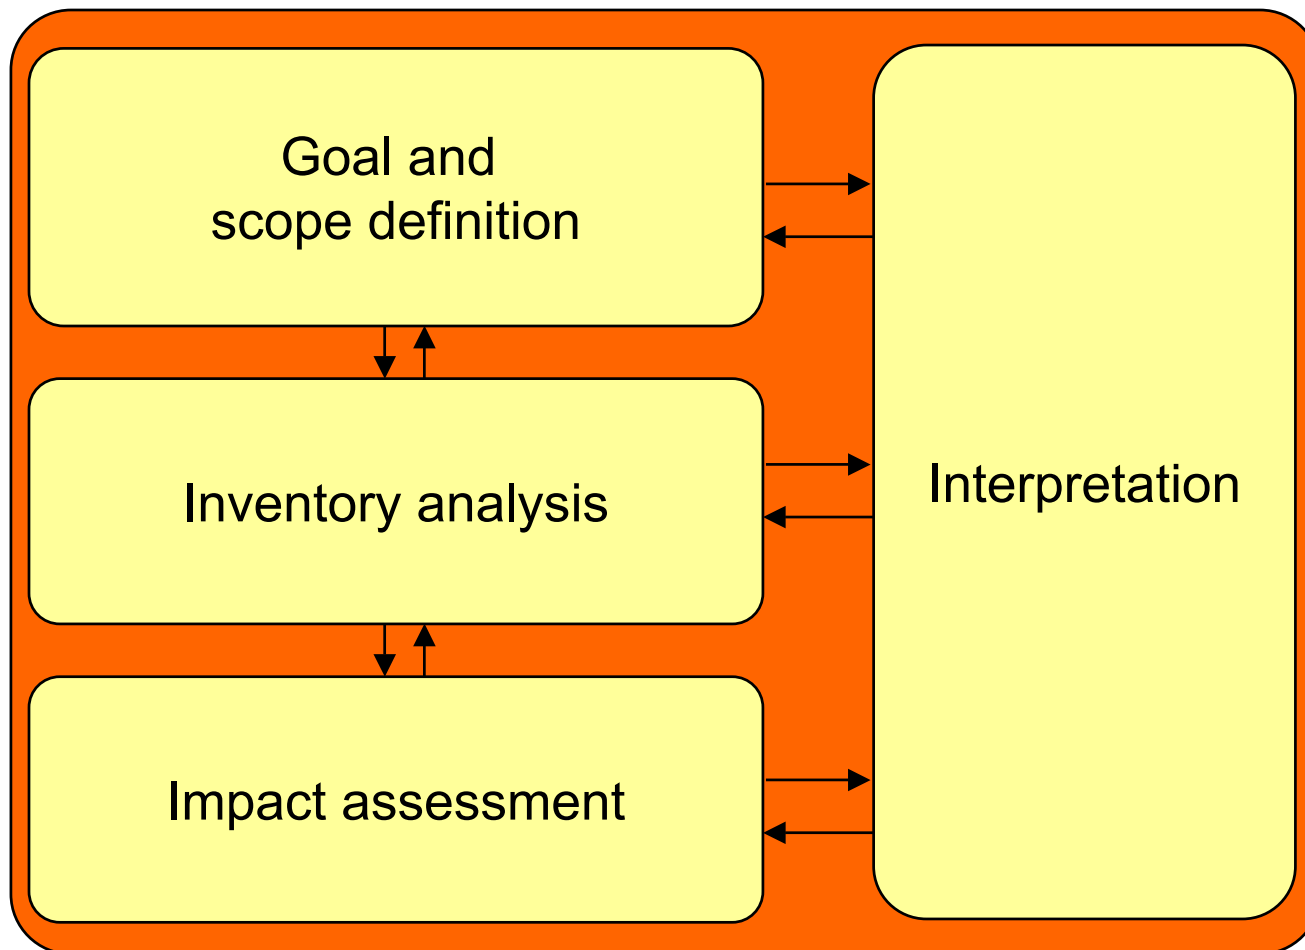 Goal and
scope definition
Inventory analysis
Interpretation
Impact assessment